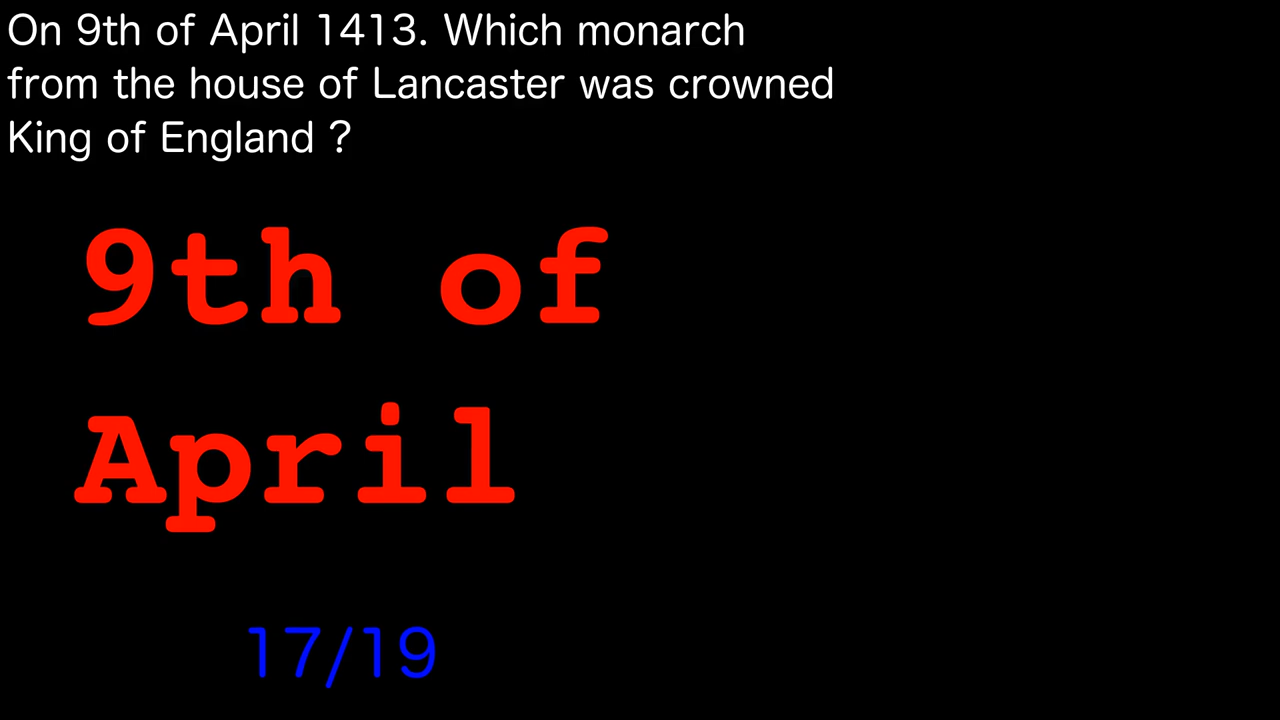 On 9th of April 1413. Which monarch
from the house of Lancaster was crowned
King of England ?
9th of
April
17/19